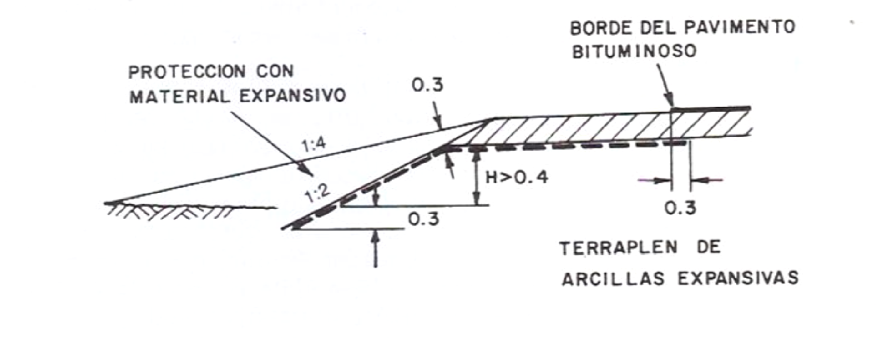 BORDE DEL PAVIMENTO
BITUMINOSO
PROTECCION CON
MATERIAL EXPANSIVO
0.3
1:4
1:2
H>0.4
0.3
0.3
TERRAPLEN DE
ARCILLAS EXPANSIVAS